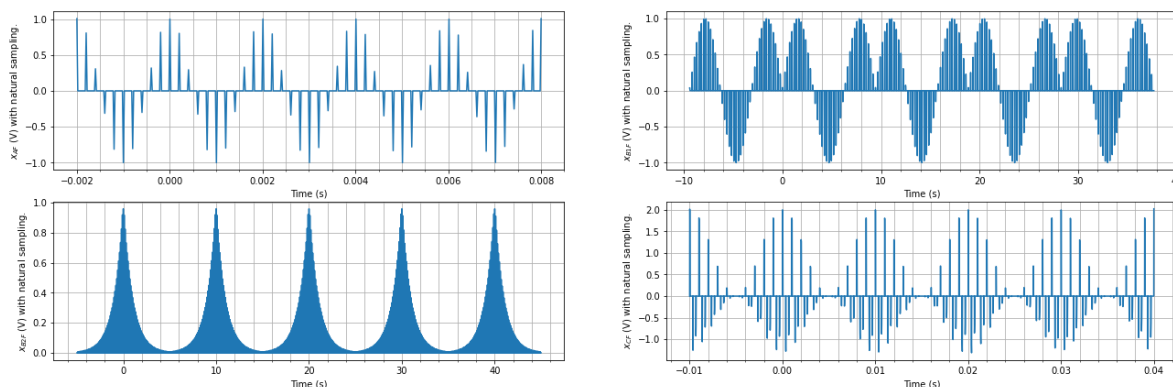 x_AF (V) with natural sampling.
1.0
0.5
0.0
−0.5
−1.0
−0.002 0.000 0.002 0.004 0.006 0.008
Time (s)
x_B1F (V) with natural sampling.
1.0
0.5
0.0
−0.5
−1.0
−10 0 10 20 30 40
Time (s)
x_B2F (V) with natural sampling.
1.0
0.8
0.6
0.4
0.2
0.0
0 10 20 30 40
Time (s)
x_CF (V) with natural sampling.
2.0
1.5
1.0
0.5
0.0
−0.5
−1.0
−0.01 0.00 0.01 0.02 0.03 0.04
Time (s)